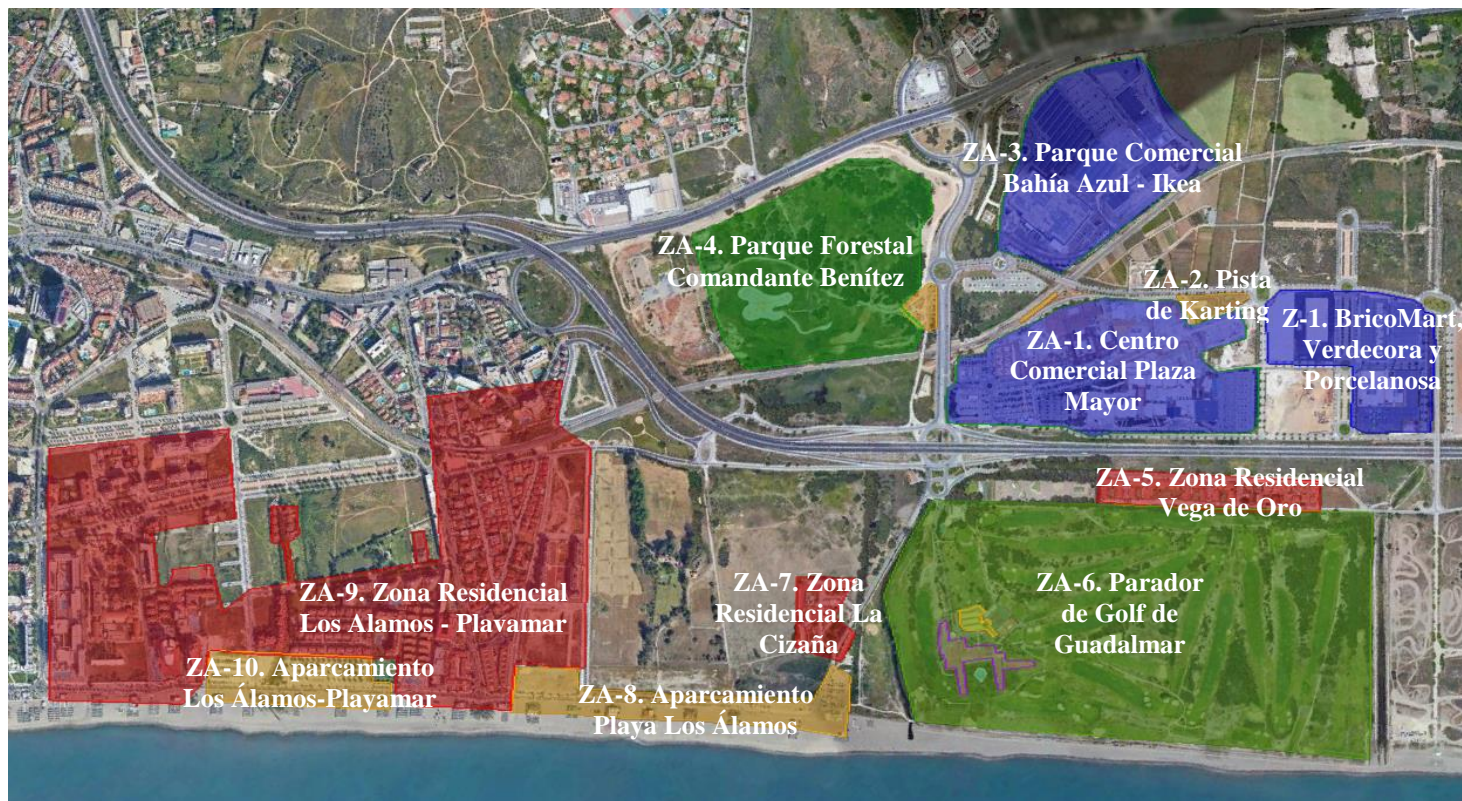 ZA-3. Parque Comercial
Bahía Azul - Ikea
ZA-4. Parque Forestal
Comandante Benítez
ZA-2. Pista
de Karting
Z-1. BricoMart,
Verdecora y
Porcelanosa
ZA-1. Centro
Comercial Plaza
Mayor
ZA-5. Zona Residencial
Vega de Oro
ZA-9. Zona Residencial
Los Alamos - Plavamar
ZA-7. Zona
Residencial La
Cizaña
ZA-6. Parador
de Golf de
Guadalmar
ZA-10. Aparcamiento
Los Álamos-Playamar
ZA-8. Aparcamiento
Playa Los Álamos